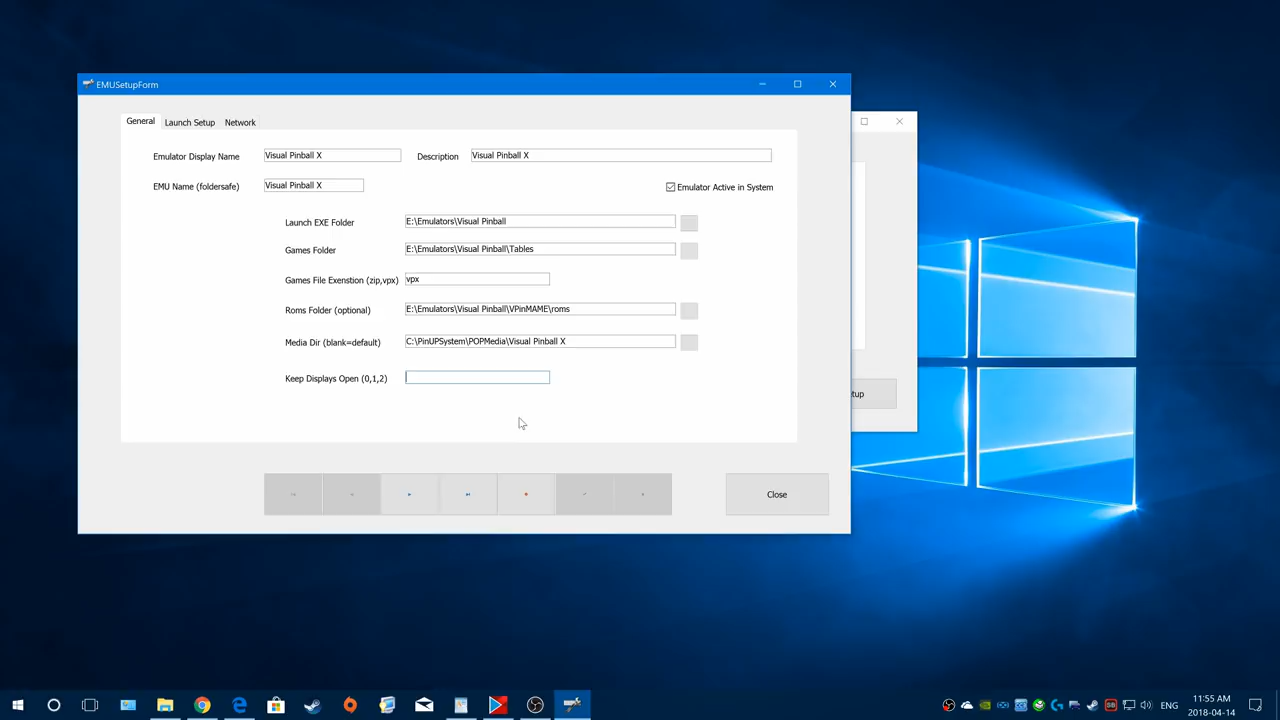 EMUSetupForm
General Launch Setup Network
Emulator Display Name Visual Pinball X Description Visual Pinball X
EMU Name (foldersafe) Visual Pinball X Emulator Active in System
Launch EXE Folder E:\Emulators\Visual Pinball
Games Folder E:\Emulators\Visual Pinball\Tables
Games File Exenstion (zip,vpx) vpx
Roms Folder (optional) E:\Emulators\Visual Pinball\VPinMAME\roms
Media Dir (blank=default) C:\PinUPSystem\POPMedia\Visual Pinball X
Keep Displays Open (0,1,2)
tup
Close
ENG 11:55 AM
2018-04-14